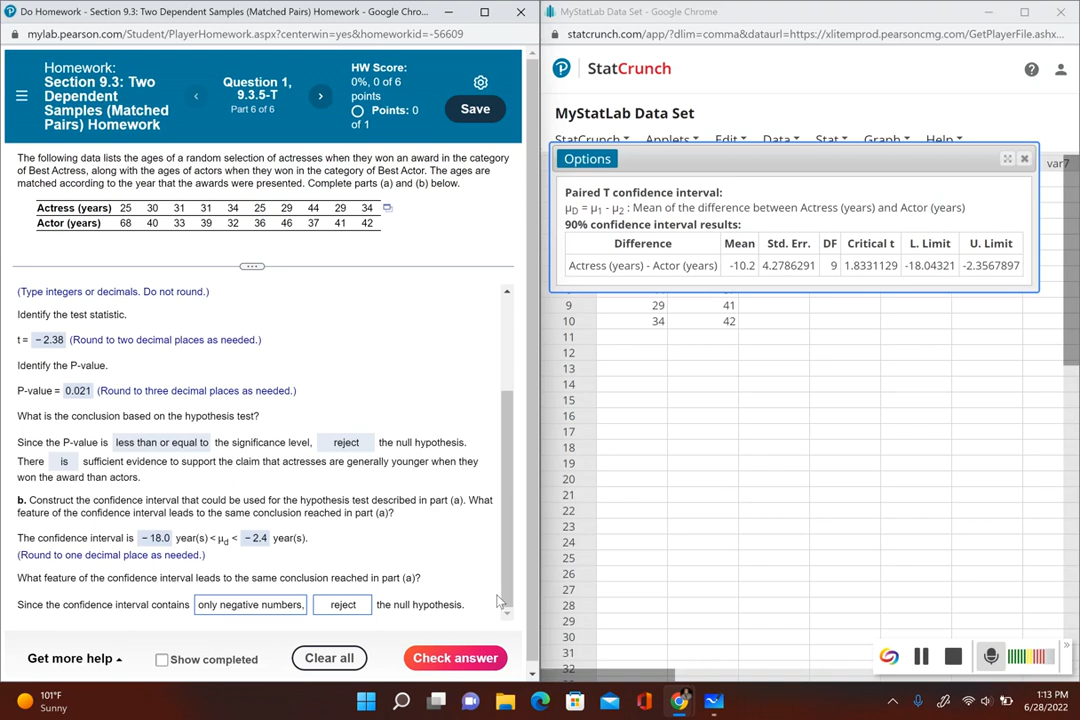 Do Homework - Section 9.3: Two Dependent Samples (Matched Pairs) Homework - Google Chro...
mylab.pearson.com/Student/PlayerHomework.aspx?centerwin=yes&homeworkid=-56609
Homework:
Section 9.3: Two
Dependent
Samples (Matched
Pairs) Homework
Question 1,
9.3.5-T
Part 6 of 6
HW Score:
0%, 0 of 6
points
Points: 0
of 1
Save
The following data lists the ages of a random selection of actresses when they won an award in the category
of Best Actress, along with the ages of actors when they won in the category of Best Actor. The ages are
matched according to the year that the awards were presented. Complete parts (a) and (b) below.
Actress (years) 25 30 31 31 34 25 29 44 29 34
Actor (years) 68 40 33 39 32 36 46 37 41 42
(Type integers or decimals. Do not round.)
Identify the test statistic.
t = −2.38 (Round to two decimal places as needed.)
Identify the P-value.
P-value = 0.021 (Round to three decimal places as needed.)
What is the conclusion based on the hypothesis test?
Since the P-value is less than or equal to the significance level, reject the null hypothesis.
There is sufficient evidence to support the claim that actresses are generally younger when they
won the award than actors.
b. Construct the confidence interval that could be used for the hypothesis test described in part (a). What
feature of the confidence interval leads to the same conclusion reached in part (a)?
The confidence interval is −18.0 year(s) < μd < −2.4 year(s).
(Round to one decimal place as needed.)
What feature of the confidence interval leads to the same conclusion reached in part (a)?
Since the confidence interval contains only negative numbers, reject the null hypothesis.
Get more help
Show completed
Clear all
Check answer
MyStatLab Data Set - Google Chrome
statcrunch.com/app/?dlim=comma&dataurl=https://xlitemprod.pearsoncmg.com/GetPlayerFile.ashx...
StatCrunch
MyStatLab Data Set
StatCrunch Applets Edit Data Stat Graph Help
var7
Options
Paired T confidence interval:
μD = μ1 - μ2 : Mean of the difference between Actress (years) and Actor (years)
90% confidence interval results:
Difference Mean Std. Err. DF Critical t L. Limit U. Limit
Actress (years) - Actor (years) -10.2 4.2786291 9 1.8331129 -18.04321 -2.3567897
9 29 41
10 34 42
11
12
13
14
15
16
17
18
19
20
21
22
23
24
25
26
27
28
29
30
31
32
101°F
Sunny
1:13 PM
6/28/2022